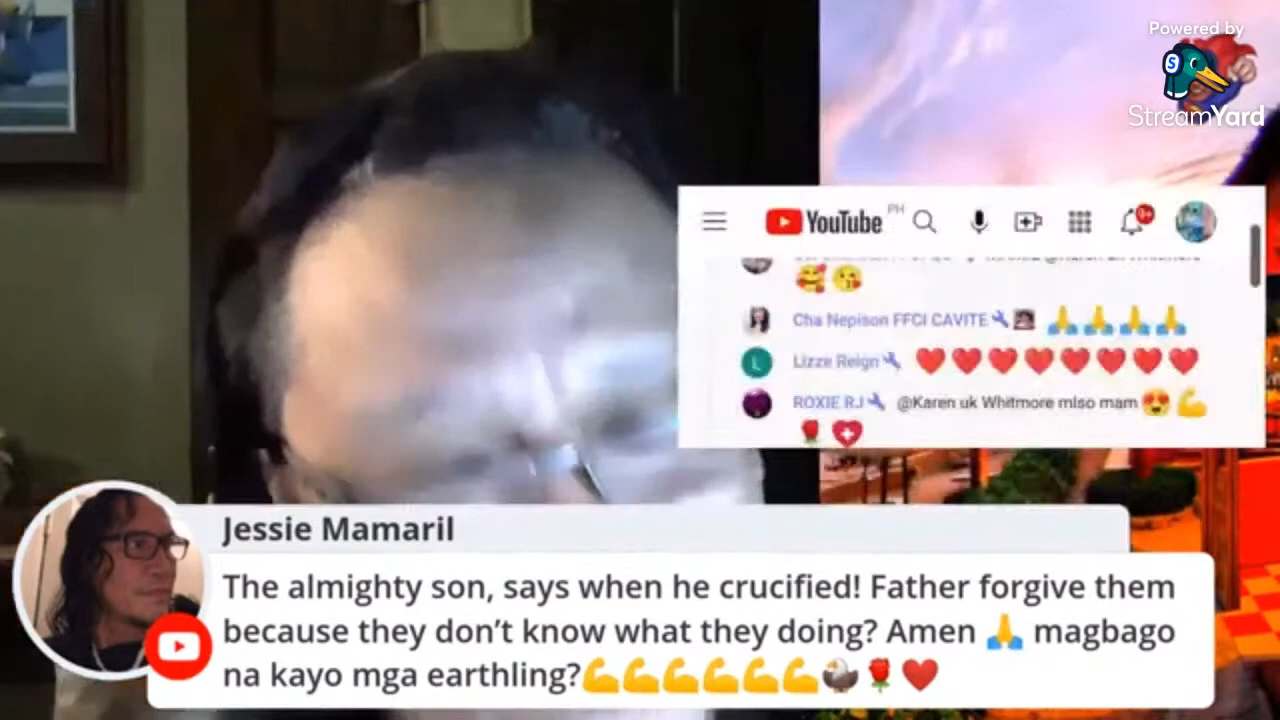 Powered by
S
StreamYard
YouTube PH
9+
Cha Nepison FFCI CAVITE🔧 🙏🙏🙏🙏
L
Lizze Reign🔧 ❤️❤️❤️❤️❤️❤️❤️❤️
ROXIE RJ🔧 @Karen uk Whitmore mlso mam😍💪
🌹💖
Jessie Mamaril
The almighty son, says when he crucified! Father forgive them
because they don’t know what they doing? Amen 🙏 magbago
na kayo mga earthling?💪💪💪💪💪💪🌹❤️